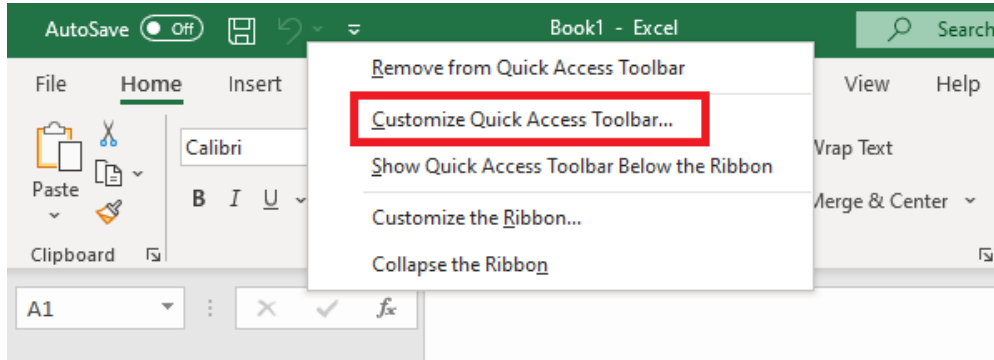 AutoSave Off Book1 - Excel Search
Remove from Quick Access Toolbar
File Home Insert View Help
Customize Quick Access Toolbar...
Calibri Wrap Text
Show Quick Access Toolbar Below the Ribbon
Paste
B I U Merge & Center
Customize the Ribbon...
Clipboard
Collapse the Ribbon
A1 fx